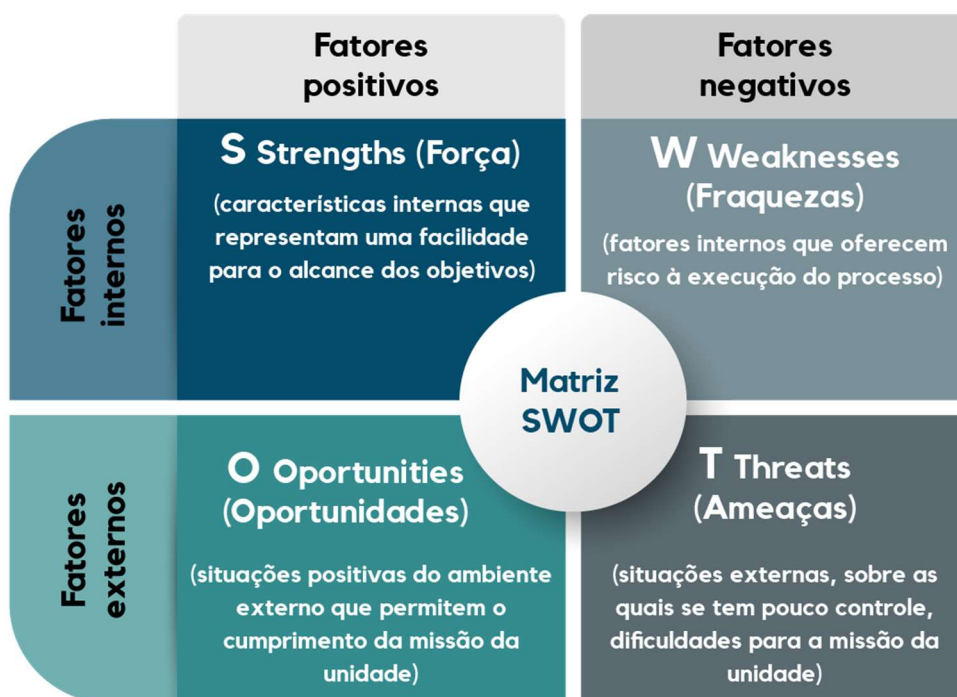 Fatores
positivos
Fatores
negativos
Fatores
internos
S Strengths (Força)
(características internas que
representam uma facilidade
para o alcance dos objetivos)
W Weaknesses
(Fraquezas)
(fatores internos que oferecem
risco à execução do processo)
Matriz
SWOT
Fatores
externos
O Oportunities
(Oportunidades)
(situações positivas do ambiente
externo que permitem o
cumprimento da missão da
unidade)
T Threats
(Ameaças)
(situações externas, sobre as
quais se tem pouco controle,
dificuldades para a missão da
unidade)